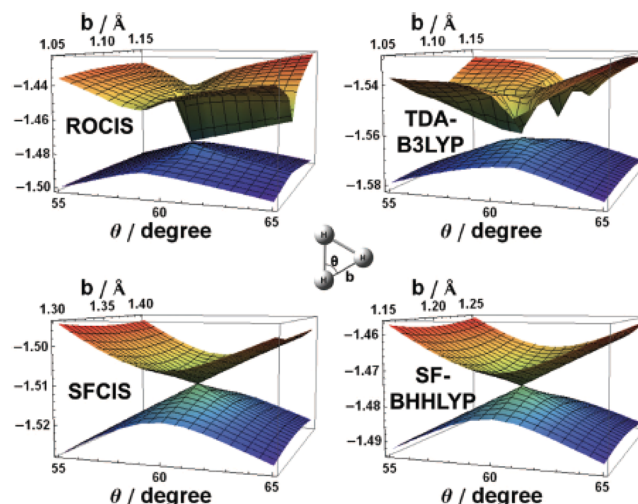 b / Å
1.05 1.10 1.15
−1.44
−1.46
−1.48
−1.50
ROCIS
55 60 65
θ / degree
b / Å
1.05 1.10 1.15
−1.54
−1.56
−1.58
TDA-
B3LYP
55 60 65
θ / degree
H
H
H
θ
b
b / Å
1.30 1.35 1.40
−1.50
−1.51
−1.52
SFCIS
55 60 65
θ / degree
b / Å
1.15 1.20 1.25
−1.46
−1.47
−1.48
−1.49
SF-
BHHLYP
55 60 65
θ / degree